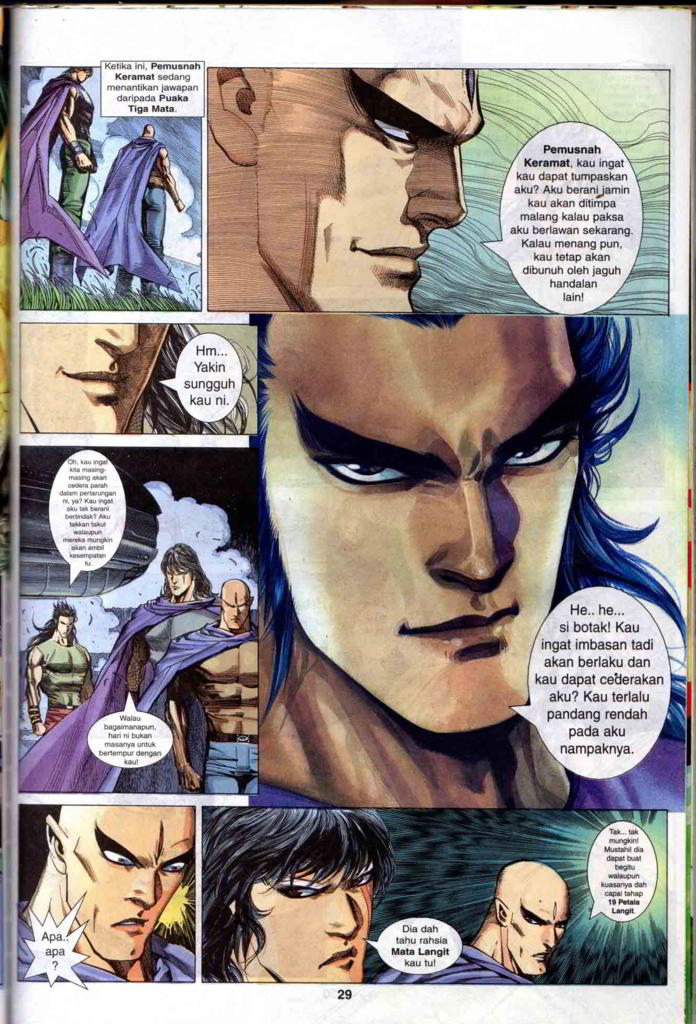 Ketika ini, Pemusnah
Keramat sedang
menantikan jawapan
daripada Puaka
Tiga Mata.
Pemusnah
Keramat, kau ingat
kau dapat tumpaskan
aku? Aku berani jamin
kau akan ditimpa
malang kalau paksa
aku berlawan sekarang.
Kalau menang pun,
kau tetap akan
dibunuh oleh jaguh
handalan
lain!
Hm...
Yakin
sungguh
kau ni.
He.. he...
si botak! Kau
ingat imbasan tadi
akan berlaku dan
kau dapat cederakan
aku? Kau terlalu
pandang rendah
pada aku
nampaknya.
Oh, kau ingat
kita masing-
masing akan
cedera parah
dalam pertarungan
ni, ya? Kau ingat
aku tak berani
bertindak? Aku
takkan takut
walaupun
mereka mungkin
akan ambil
kesempatan
tu.
Walau
bagaimanapun,
hari ni bukan
masanya untuk
bertempur dengan
kau!
Apa..
apa
?
Dia dah
tahu rahsia
Mata Langit
kau tu!
Tak... tak
mungkin!
Mustahil dia
dapat buat
begitu
walaupun
kuasanya dah
capai tahap
19 Petala
Langit.
29